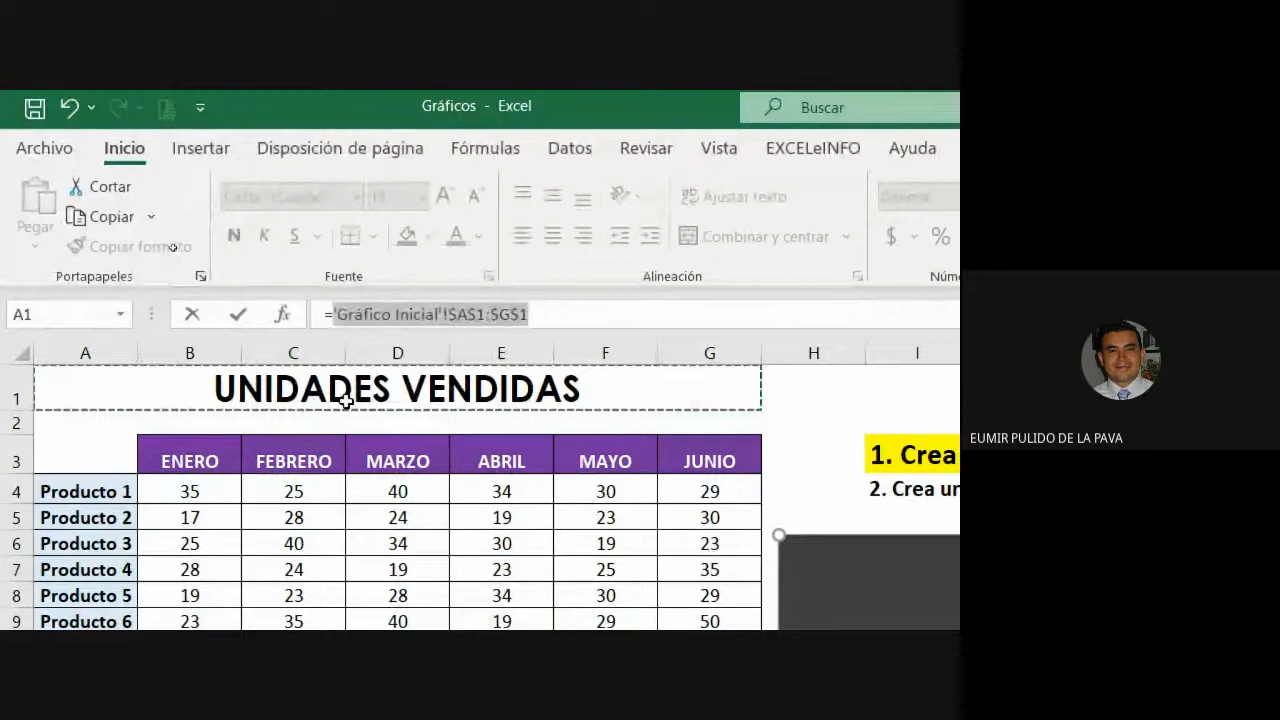 Gráficos - Excel
Buscar
Archivo Inicio Insertar Disposición de página Fórmulas Datos Revisar Vista EXCELeINFO Ayuda
Cortar
Copiar
Pegar
Copiar formato
N K S A A A
Ajustar texto
Combinar y centrar
$ %
Portapapeles Fuente Alineación Núm
A1 fx ='Gráfico Inicial'!$A$1:$G$1
A B C D E F G H I
1 UNIDADES VENDIDAS
2
3 ENERO FEBRERO MARZO ABRIL MAYO JUNIO 1. Crea
4 Producto 1 35 25 40 34 30 29 2. Crea un
5 Producto 2 17 28 24 19 23 30
6 Producto 3 25 40 34 30 19 23
7 Producto 4 28 24 19 23 25 35
8 Producto 5 19 23 28 34 30 29
9 Producto 6 23 35 40 19 29 50
EUMIR PULIDO DE LA PAVA